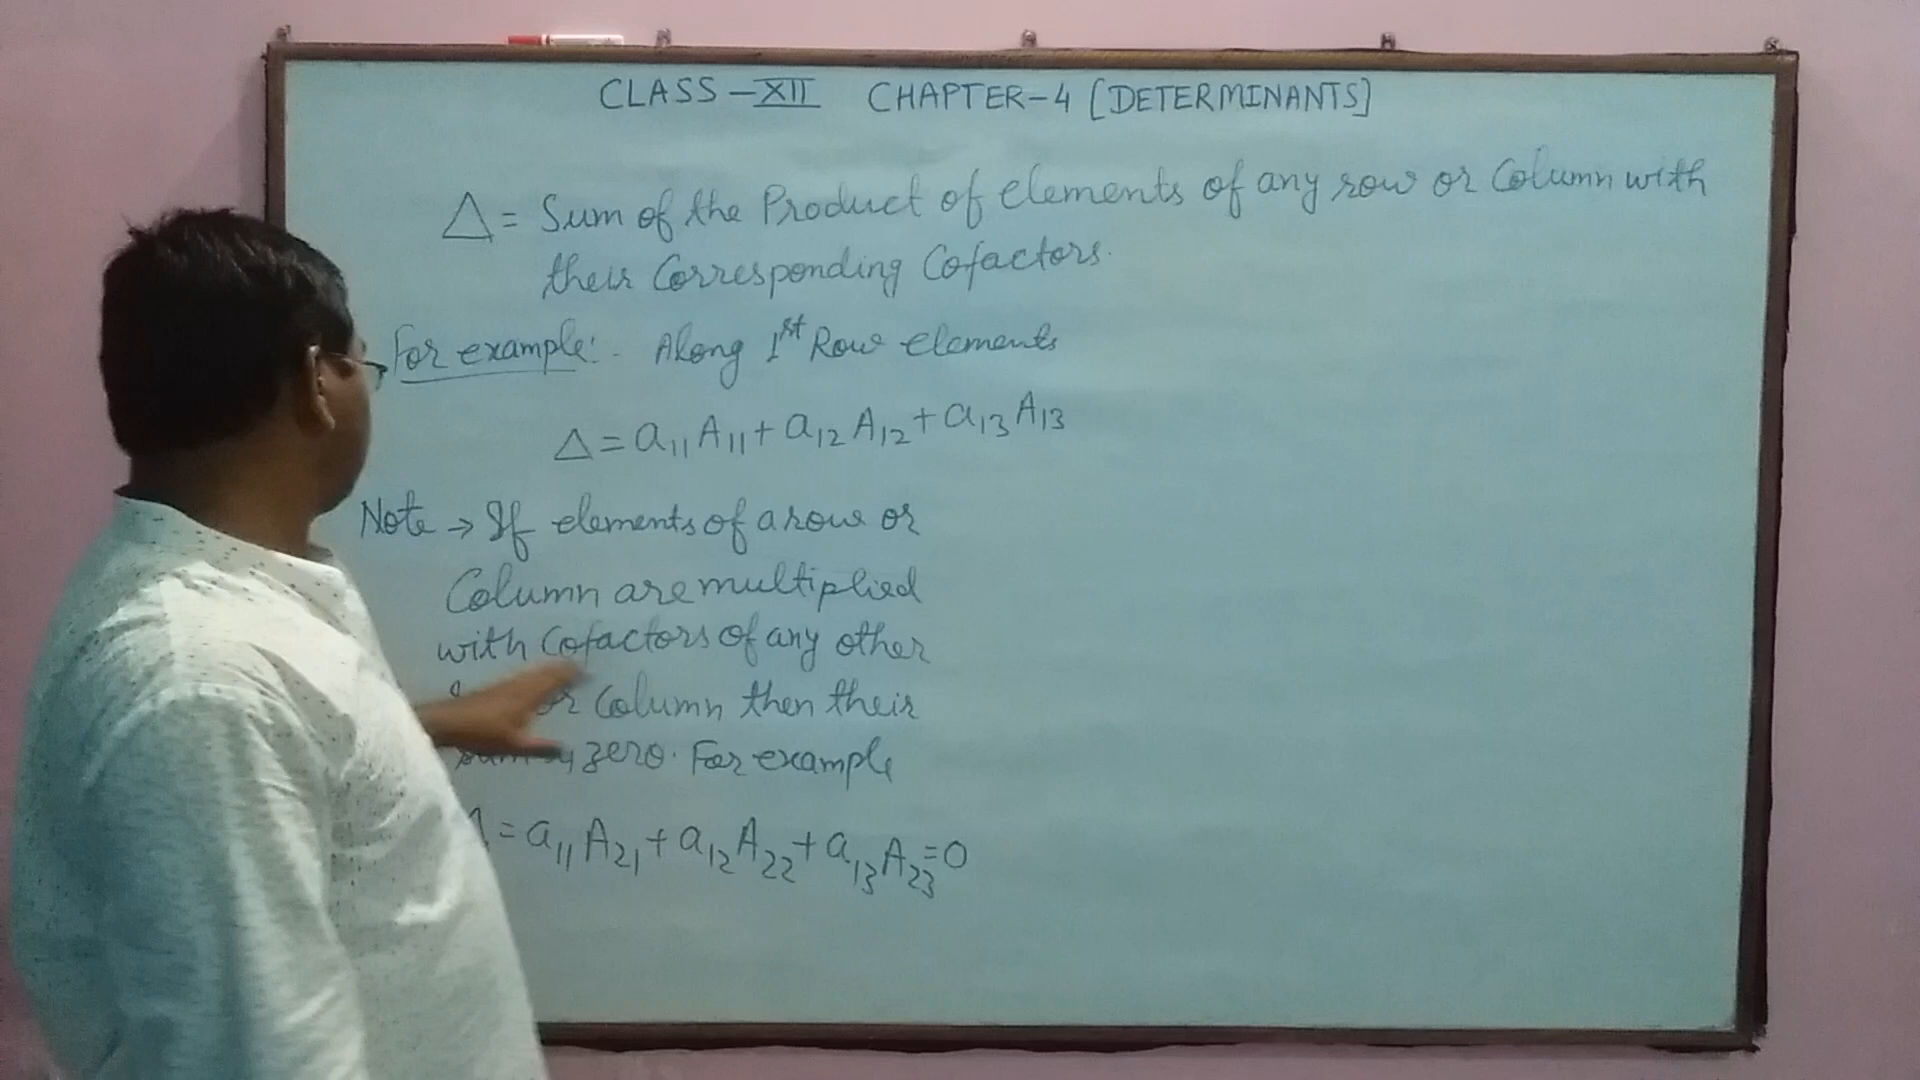 CLASS - XII CHAPTER-4 [DETERMINANTS]
Δ = Sum of the Product of elements of any row or Column with
their Corresponding Cofactors.
For example:- Along 1st Row elements
Δ = a11 A11 + a12 A12 + a13 A13
Note → If elements of a row or
Column are multiplied
with Cofactors of any other
Column then their
zero. For example
= a11 A21 + a12 A22 + a13 A23 = 0